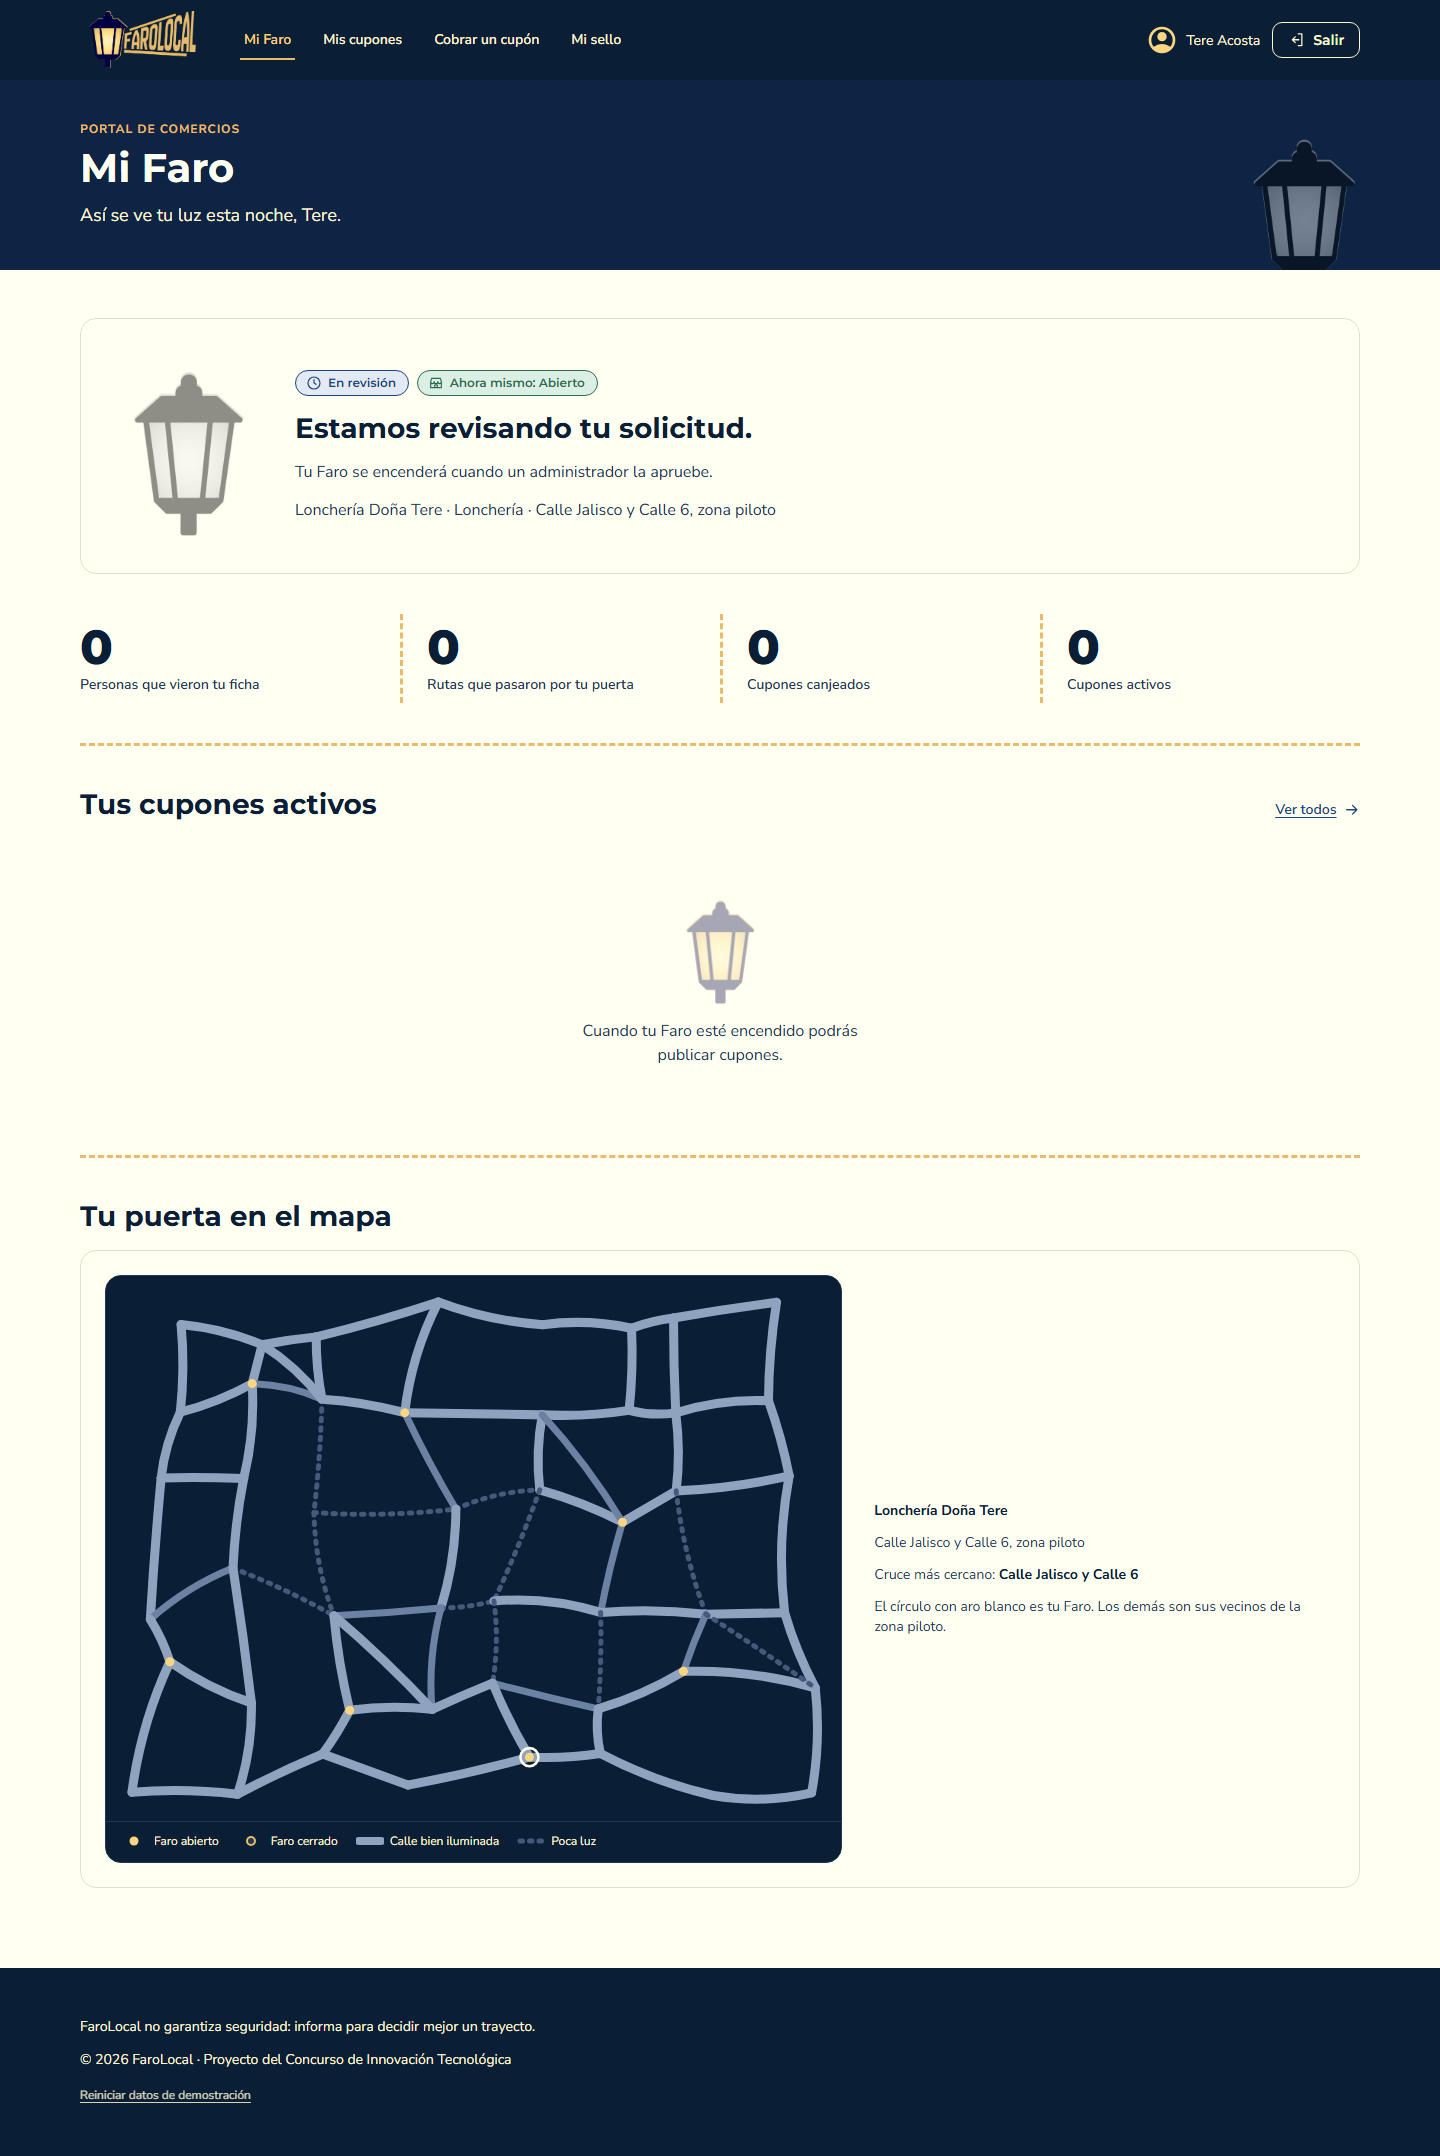 FAROLOCAL
Mi Faro
Mis cupones
Cobrar un cupón
Mi sello
Tere Acosta
Salir
PORTAL DE COMERCIOS
Mi Faro
Así se ve tu luz esta noche, Tere.
En revisión
Ahora mismo: Abierto
Estamos revisando tu solicitud.
Tu Faro se encenderá cuando un administrador la apruebe.
Lonchería Doña Tere · Lonchería · Calle Jalisco y Calle 6, zona piloto
0
Personas que vieron tu ficha
0
Rutas que pasaron por tu puerta
0
Cupones canjeados
0
Cupones activos
Tus cupones activos
Ver todos
Cuando tu Faro esté encendido podrás
publicar cupones.
Tu puerta en el mapa
Lonchería Doña Tere
Calle Jalisco y Calle 6, zona piloto
Cruce más cercano: Calle Jalisco y Calle 6
El círculo con aro blanco es tu Faro. Los demás son sus vecinos de la
zona piloto.
Faro abierto
Faro cerrado
Calle bien iluminada
Poca luz
FaroLocal no garantiza seguridad: informa para decidir mejor un trayecto.
© 2026 FaroLocal · Proyecto del Concurso de Innovación Tecnológica
Reiniciar datos de demostración